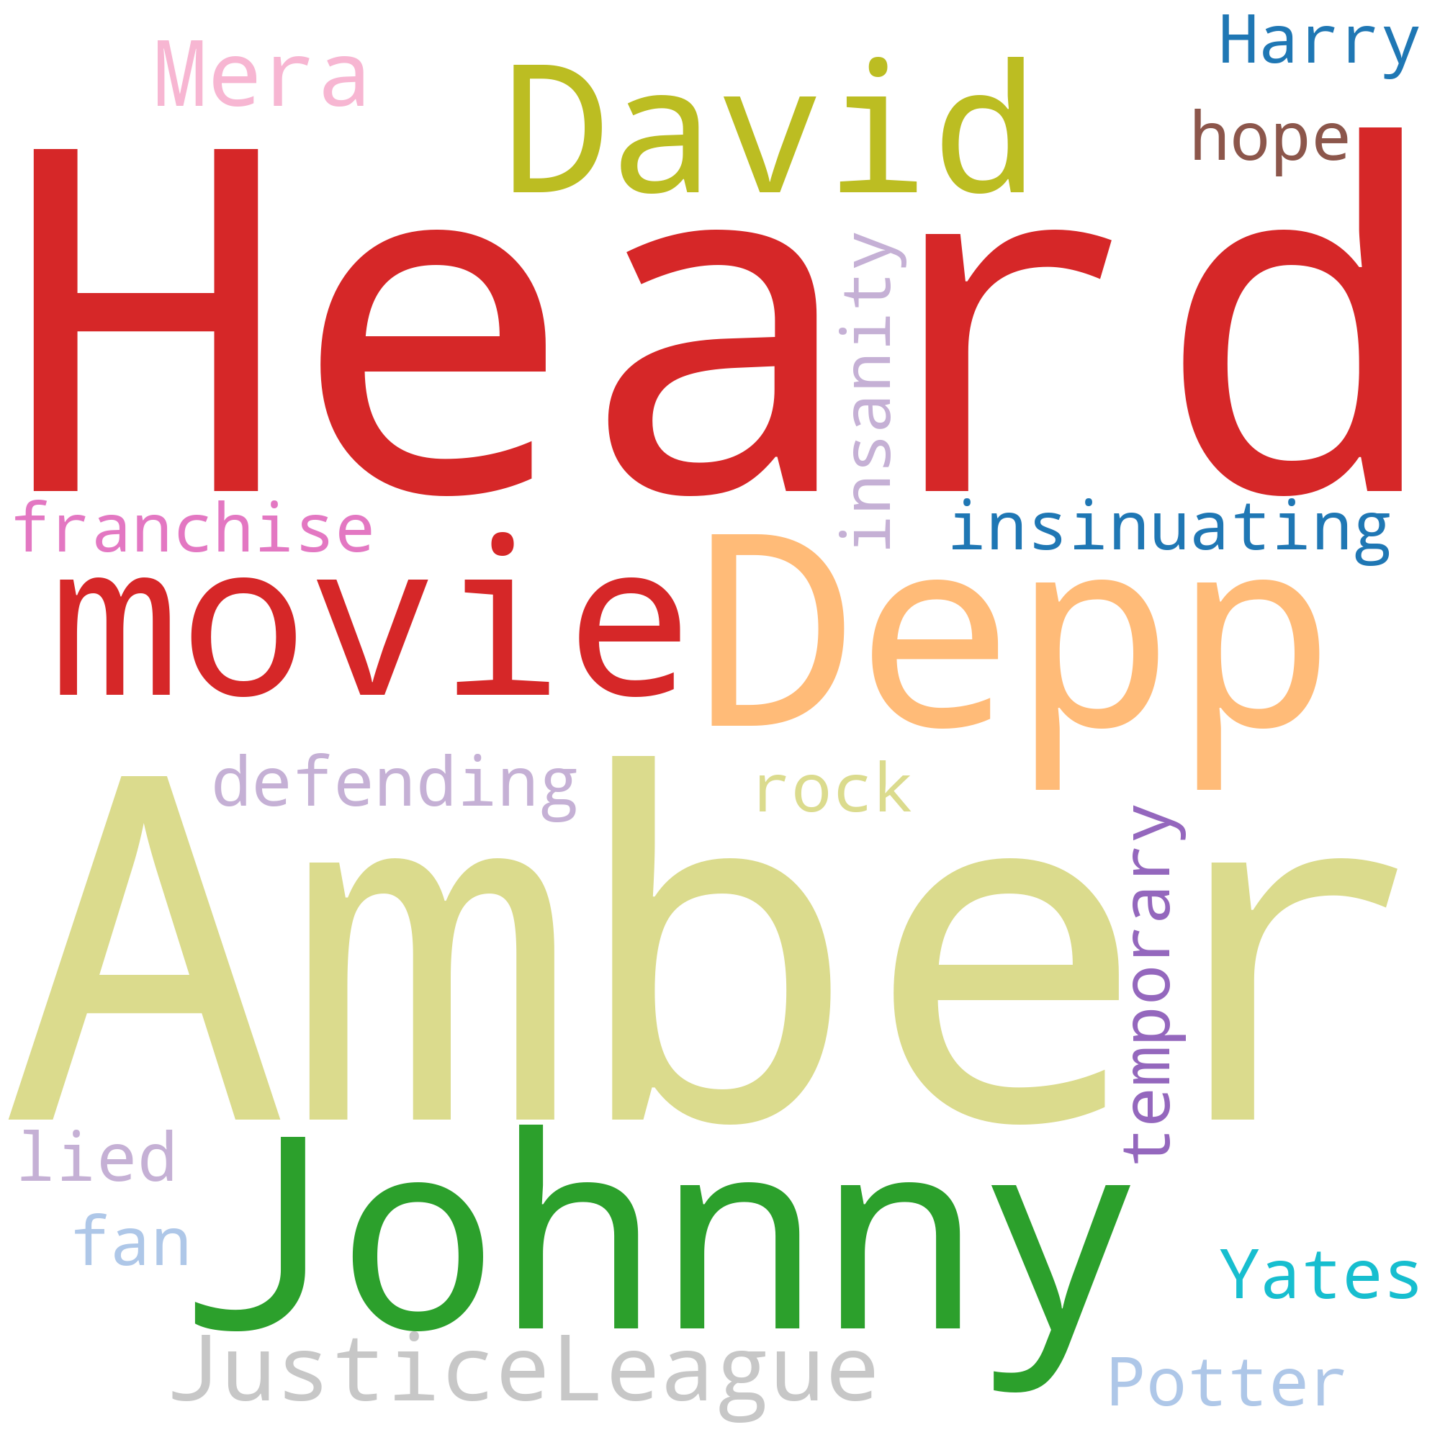 Mera
David
Harry
hope
Heard
insanity
franchise
insinuating
movie
Depp
defending
rock
Amber
temporary
lied
Johnny
fan
Yates
JusticeLeague
Potter